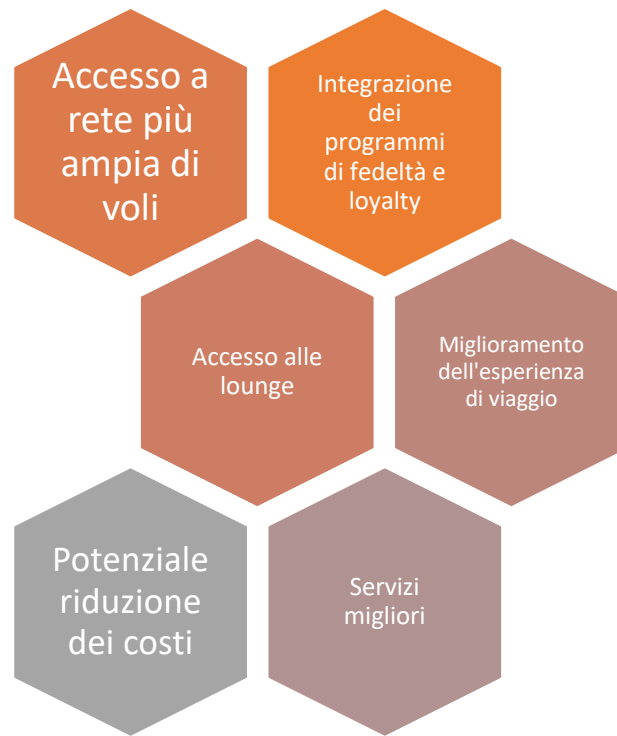 Accesso a
rete più
ampia di
voli
Integrazione
dei
programmi
di fedeltà e
loyalty
Accesso alle
lounge
Miglioramento
dell'esperienza
di viaggio
Potenziale
riduzione
dei costi
Servizi
migliori